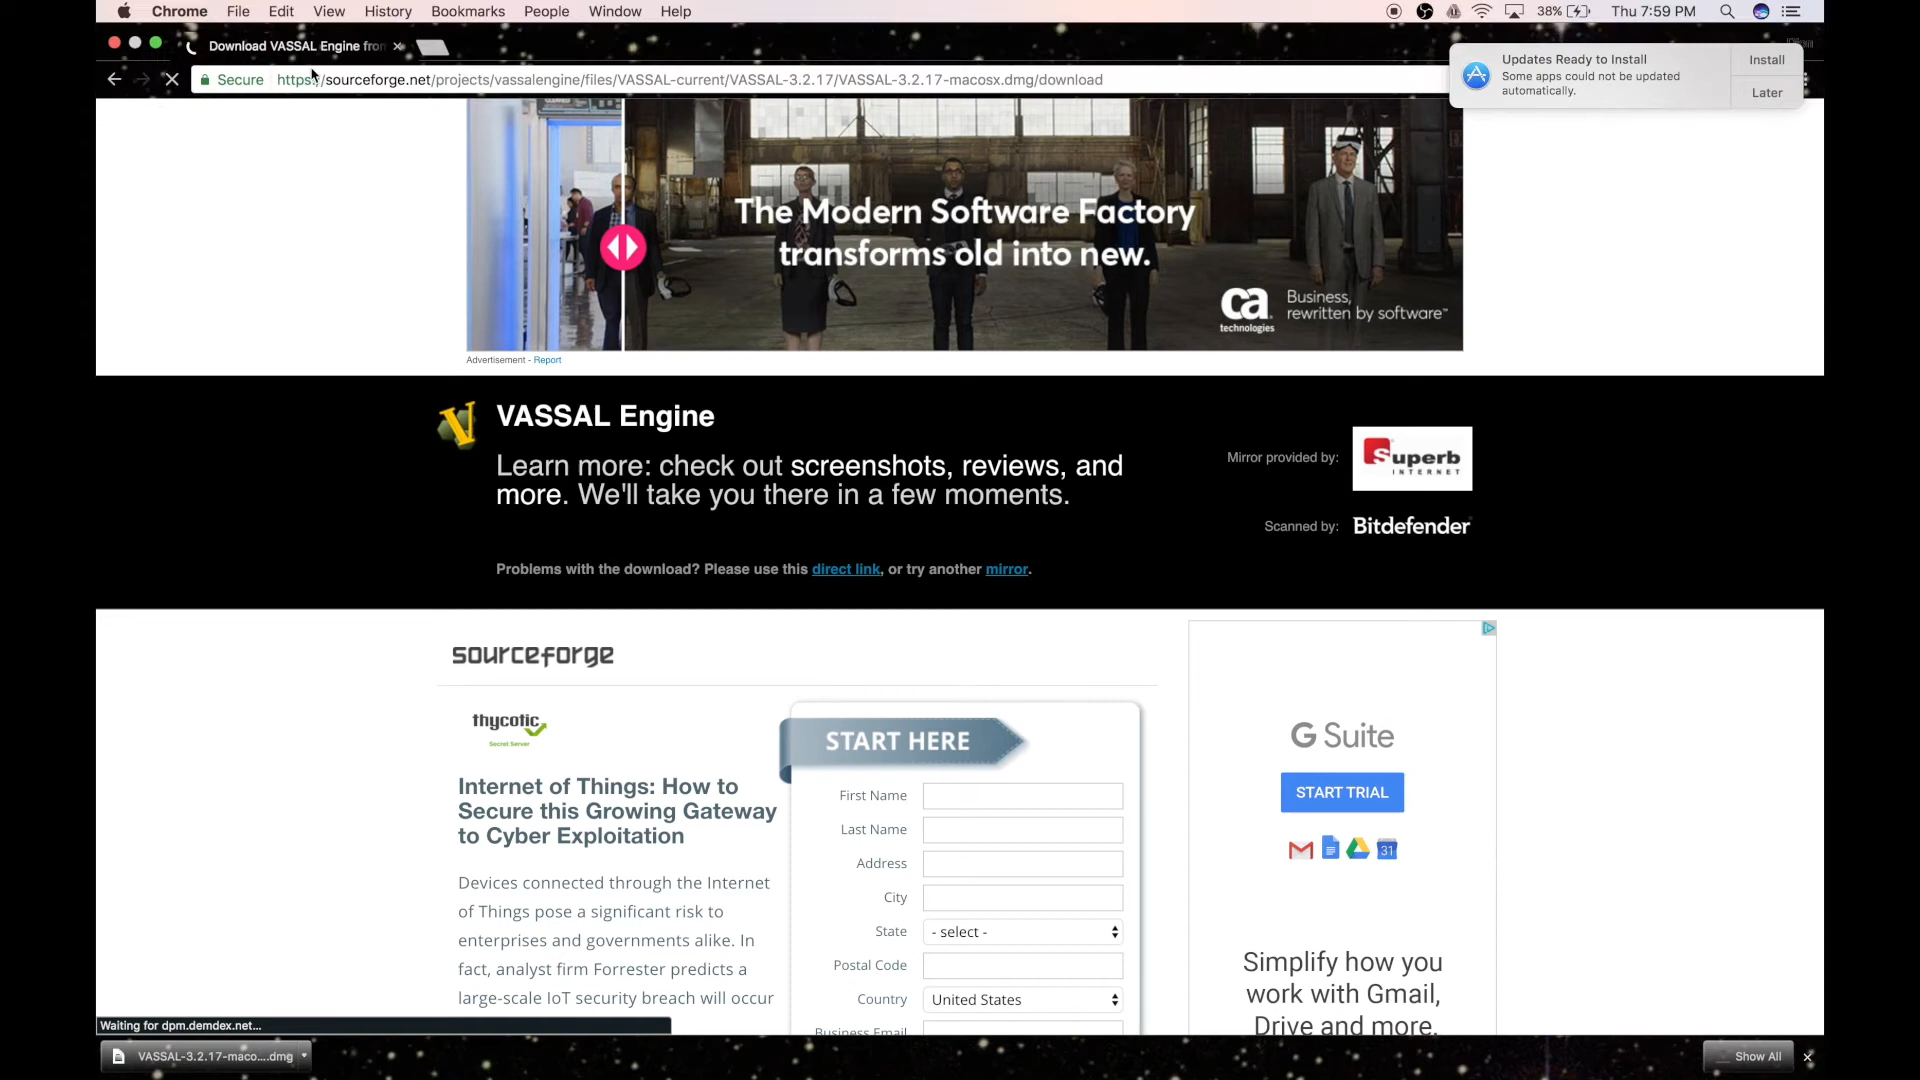 Chrome File Edit View History Bookmarks People Window Help 38% Thu 7:59 PM
Download VASSAL Engine from
Secure https://sourceforge.net/projects/vassalengine/files/VASSAL-current/VASSAL-3.2.17/VASSAL-3.2.17-macosx.dmg/download
Updates Ready to Install
Some apps could not be updated
automatically.
Install
Later
The Modern Software Factory
transforms old into new.
ca
technologies
Business,
rewritten by software™
Advertisement - Report
VASSAL Engine
Learn more: check out screenshots, reviews, and
more. We'll take you there in a few moments.
Mirror provided by:
Superb
INTERNET
Scanned by: Bitdefender
Problems with the download? Please use this direct link, or try another mirror.
sourceforge
thycotic
Secret Server
Internet of Things: How to
Secure this Growing Gateway
to Cyber Exploitation
Devices connected through the Internet
of Things pose a significant risk to
enterprises and governments alike. In
fact, analyst firm Forrester predicts a
large-scale IoT security breach will occur
START HERE
First Name
Last Name
Address
City
State - select -
Postal Code
Country United States
Business Email
G Suite
START TRIAL
31
Simplify how you
work with Gmail,
Drive and more.
Waiting for dpm.demdex.net...
VASSAL-3.2.17-maco....dmg
Show All